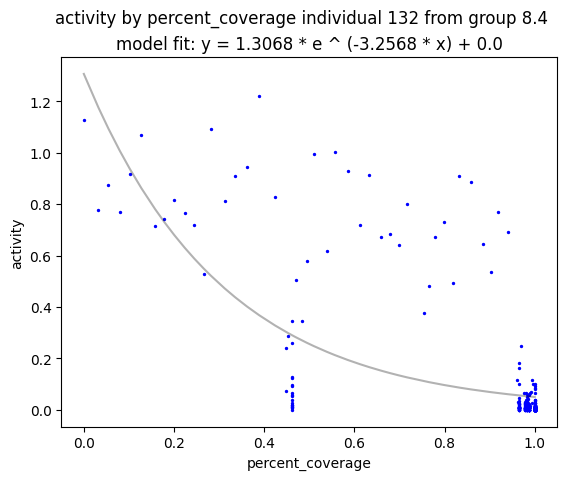 activity by percent_coverage individual 132 from group 8.4
model fit: y = 1.3068 * e ^ (-3.2568 * x) + 0.0
activity
1.2
1.0
0.8
0.6
0.4
0.2
0.0
0.0 0.2 0.4 0.6 0.8 1.0
percent_coverage